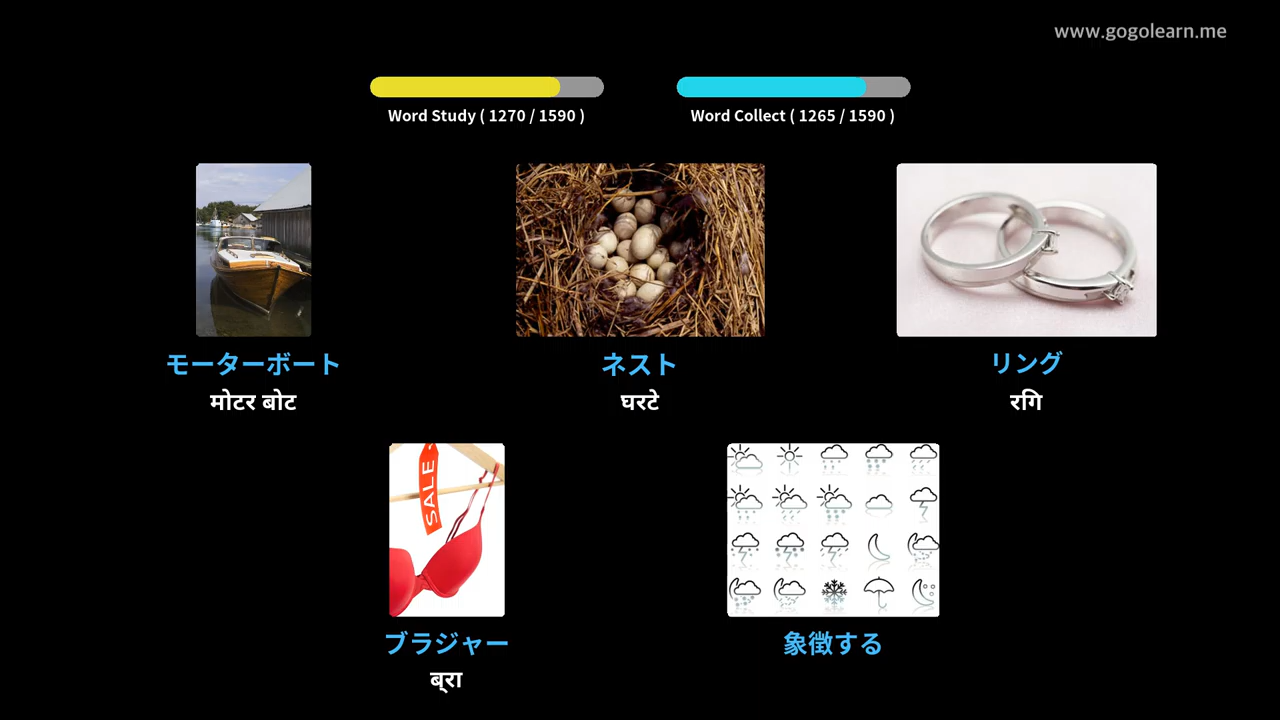 www.gogolearn.me
Word Study ( 1270 / 1590 )
Word Collect ( 1265 / 1590 )
モーターボート
मोटर बोट
ネスト
घरटे
リング
रगि
SALE
ブラジャー
ब्रा
象徴する